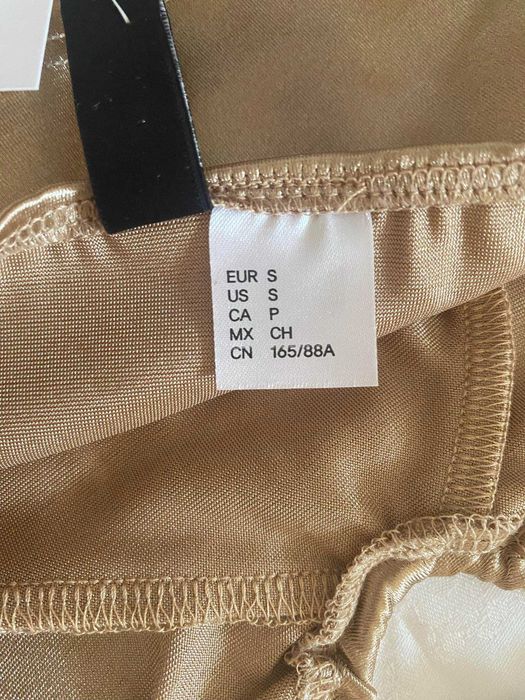 EUR S
US S
CA P
MX CH
CN 165/88A